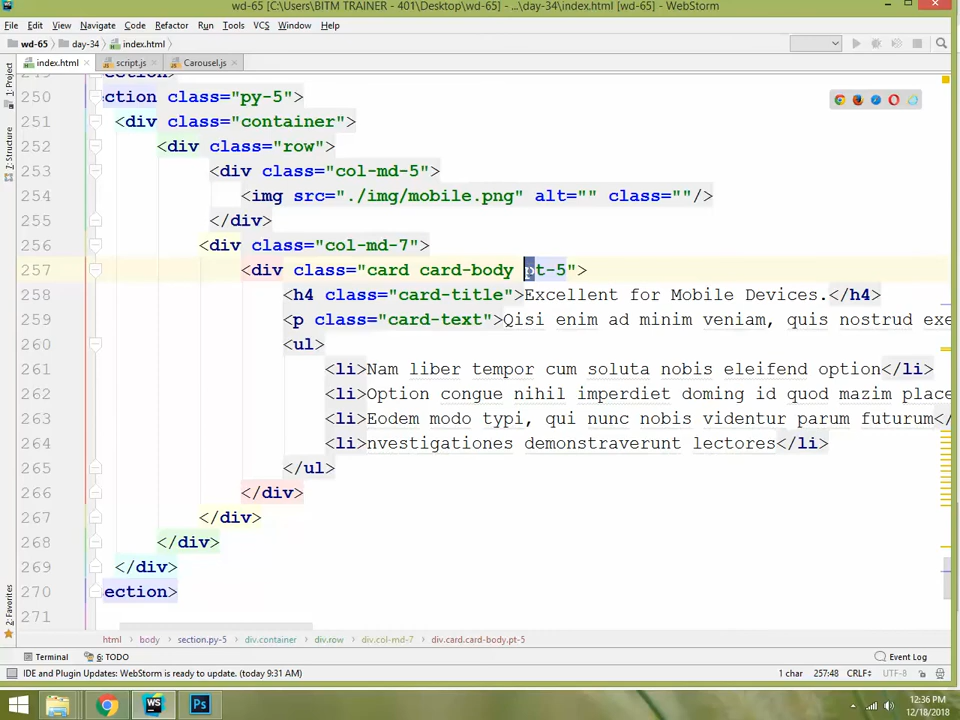 wd-65 [C:\Users\BITM TRAINER - 401\Desktop\wd-65] - ...\day-34\index.html [wd-65] - WebStorm
File Edit View Navigate Code Refactor Run Tools VCS Window Help
wd-65 day-34 index.html
index.html script.js Carousel.js
1: Project
7: Structure
2: Favorites
250 ction class="py-5">
251 <div class="container">
252 <div class="row">
253 <div class="col-md-5">
254 <img src="./img/mobile.png" alt="" class=""/>
255 </div>
256 <div class="col-md-7">
257 <div class="card card-body pt-5">
258 <h4 class="card-title">Excellent for Mobile Devices.</h4>
259 <p class="card-text">Qisi enim ad minim veniam, quis nostrud exe
260 <ul>
261 <li>Nam liber tempor cum soluta nobis eleifend option</li>
262 <li>Option congue nihil imperdiet doming id quod mazim place
263 <li>Eodem modo typi, qui nunc nobis videntur parum futurum</
264 <li>nvestigationes demonstraverunt lectores</li>
265 </ul>
266 </div>
267 </div>
268 </div>
269 </div>
270 ection>
271
html body section.py-5 div.container div.row div.col-md-7 div.card.card-body.pt-5
Terminal 6: TODO Event Log
IDE and Plugin Updates: WebStorm is ready to update. (today 9:31 AM) 1 char 257:48 CRLF UTF-8
WS Ps
12:36 PM
12/18/2018